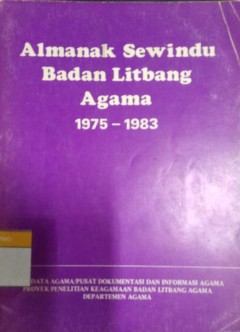 Almanak Sewindu
Badan Litbang
Agama
1975 – 1983
DATA AGAMA/PUSAT DOKUMENTASI DAN INFORMASI AGAMA
PROYEK PENELITIAN KEAGAMAAN BADAN LITBANG AGAMA
DEPARTEMEN AGAMA